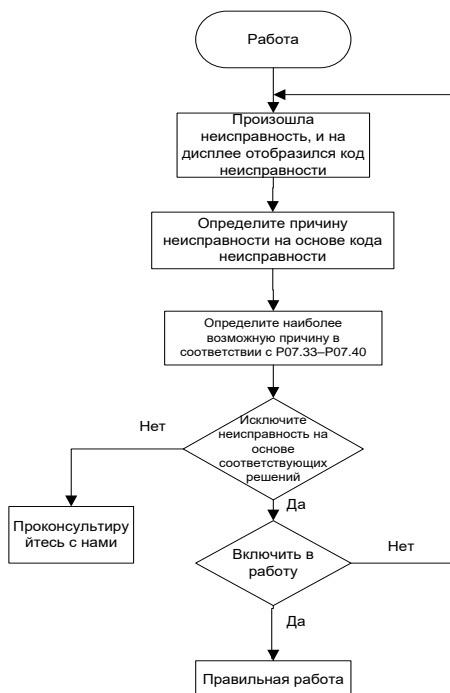 Работа
Произошла
неисправность, и на
дисплее отобразился код
неисправности
Определите причину
неисправности на основе кода
неисправности
Определите наиболее
возможную причину в
соответствии с P07.33–P07.40
Исключите
неисправность на
основе
соответствующих
решений
Нет
Да
Проконсультиру
йтесь с нами
Включить в
работу
Нет
Да
Правильная работа